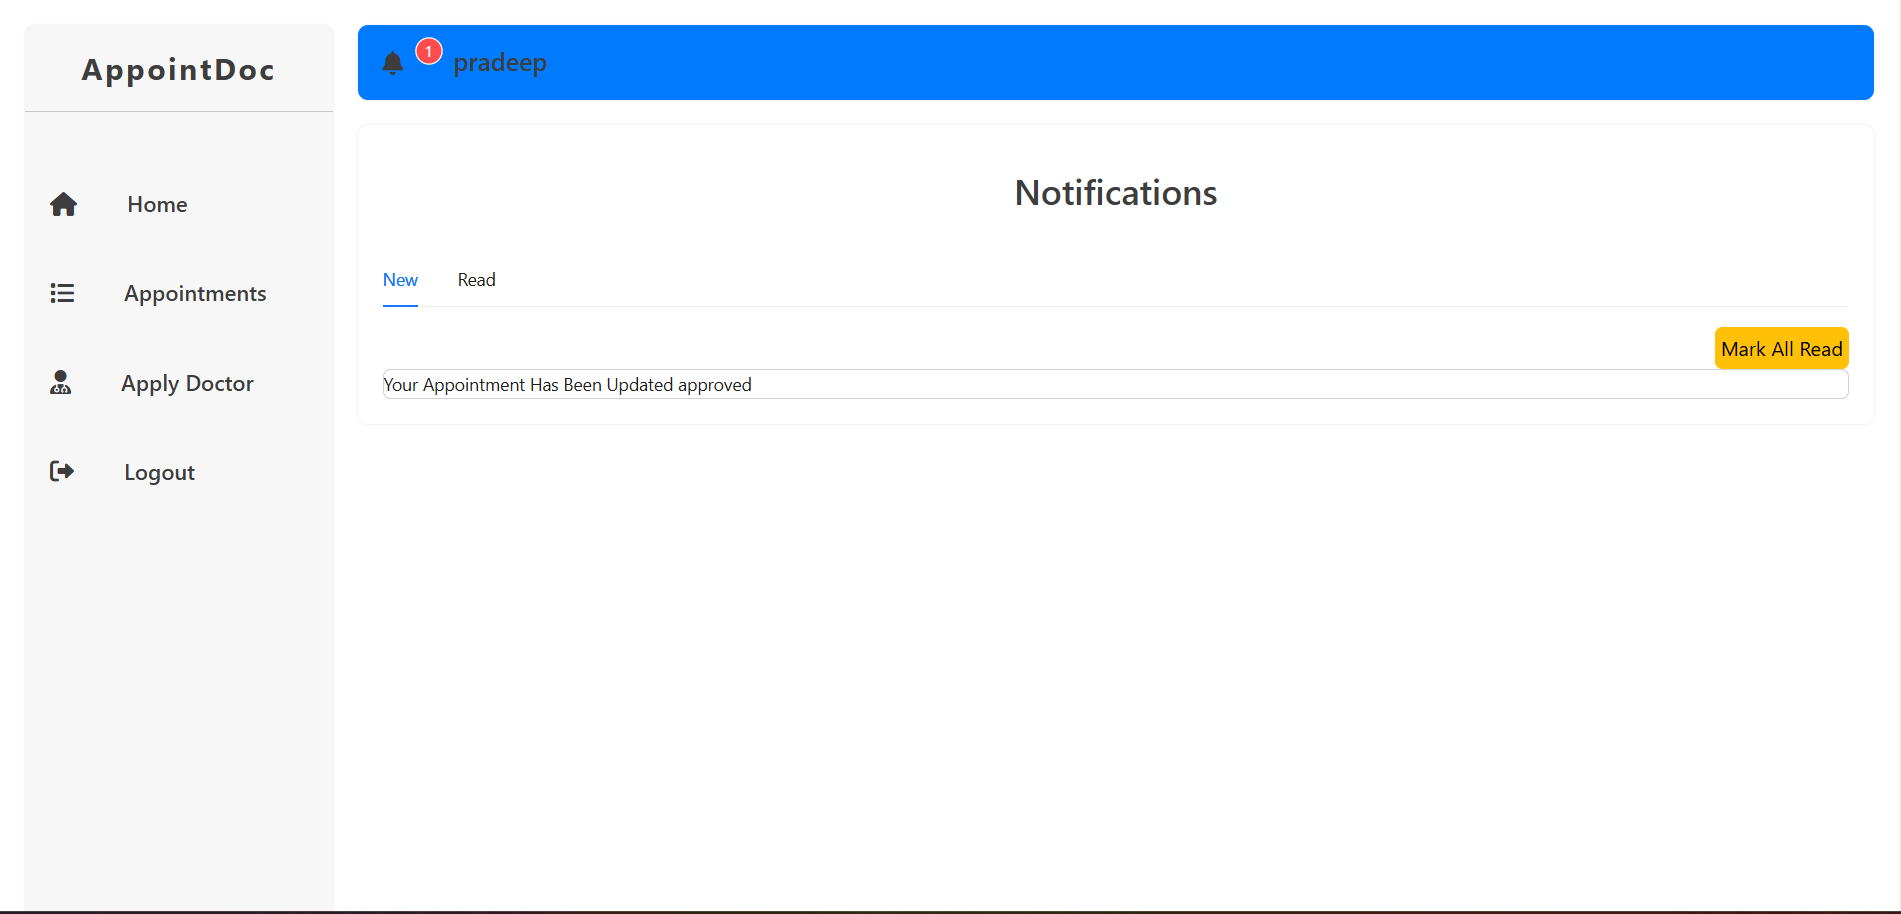 AppointDoc
Home
Appointments
Apply Doctor
Logout
1
pradeep
Notifications
New
Read
Mark All Read
Your Appointment Has Been Updated approved